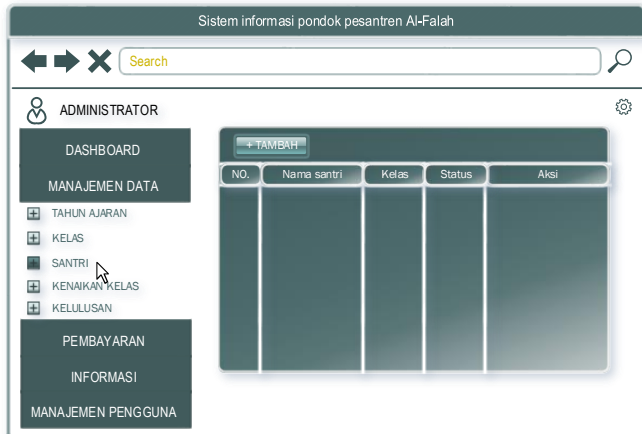 Sistem informasi pondok pesantren Al-Falah
Search
ADMINISTRATOR
DASHBOARD
MANAJEMEN DATA
TAHUN AJARAN
KELAS
SANTRI
KENAIKAN KELAS
KELULUSAN
PEMBAYARAN
INFORMASI
MANAJEMEN PENGGUNA
+ TAMBAH
NO. Nama santri Kelas Status Aksi